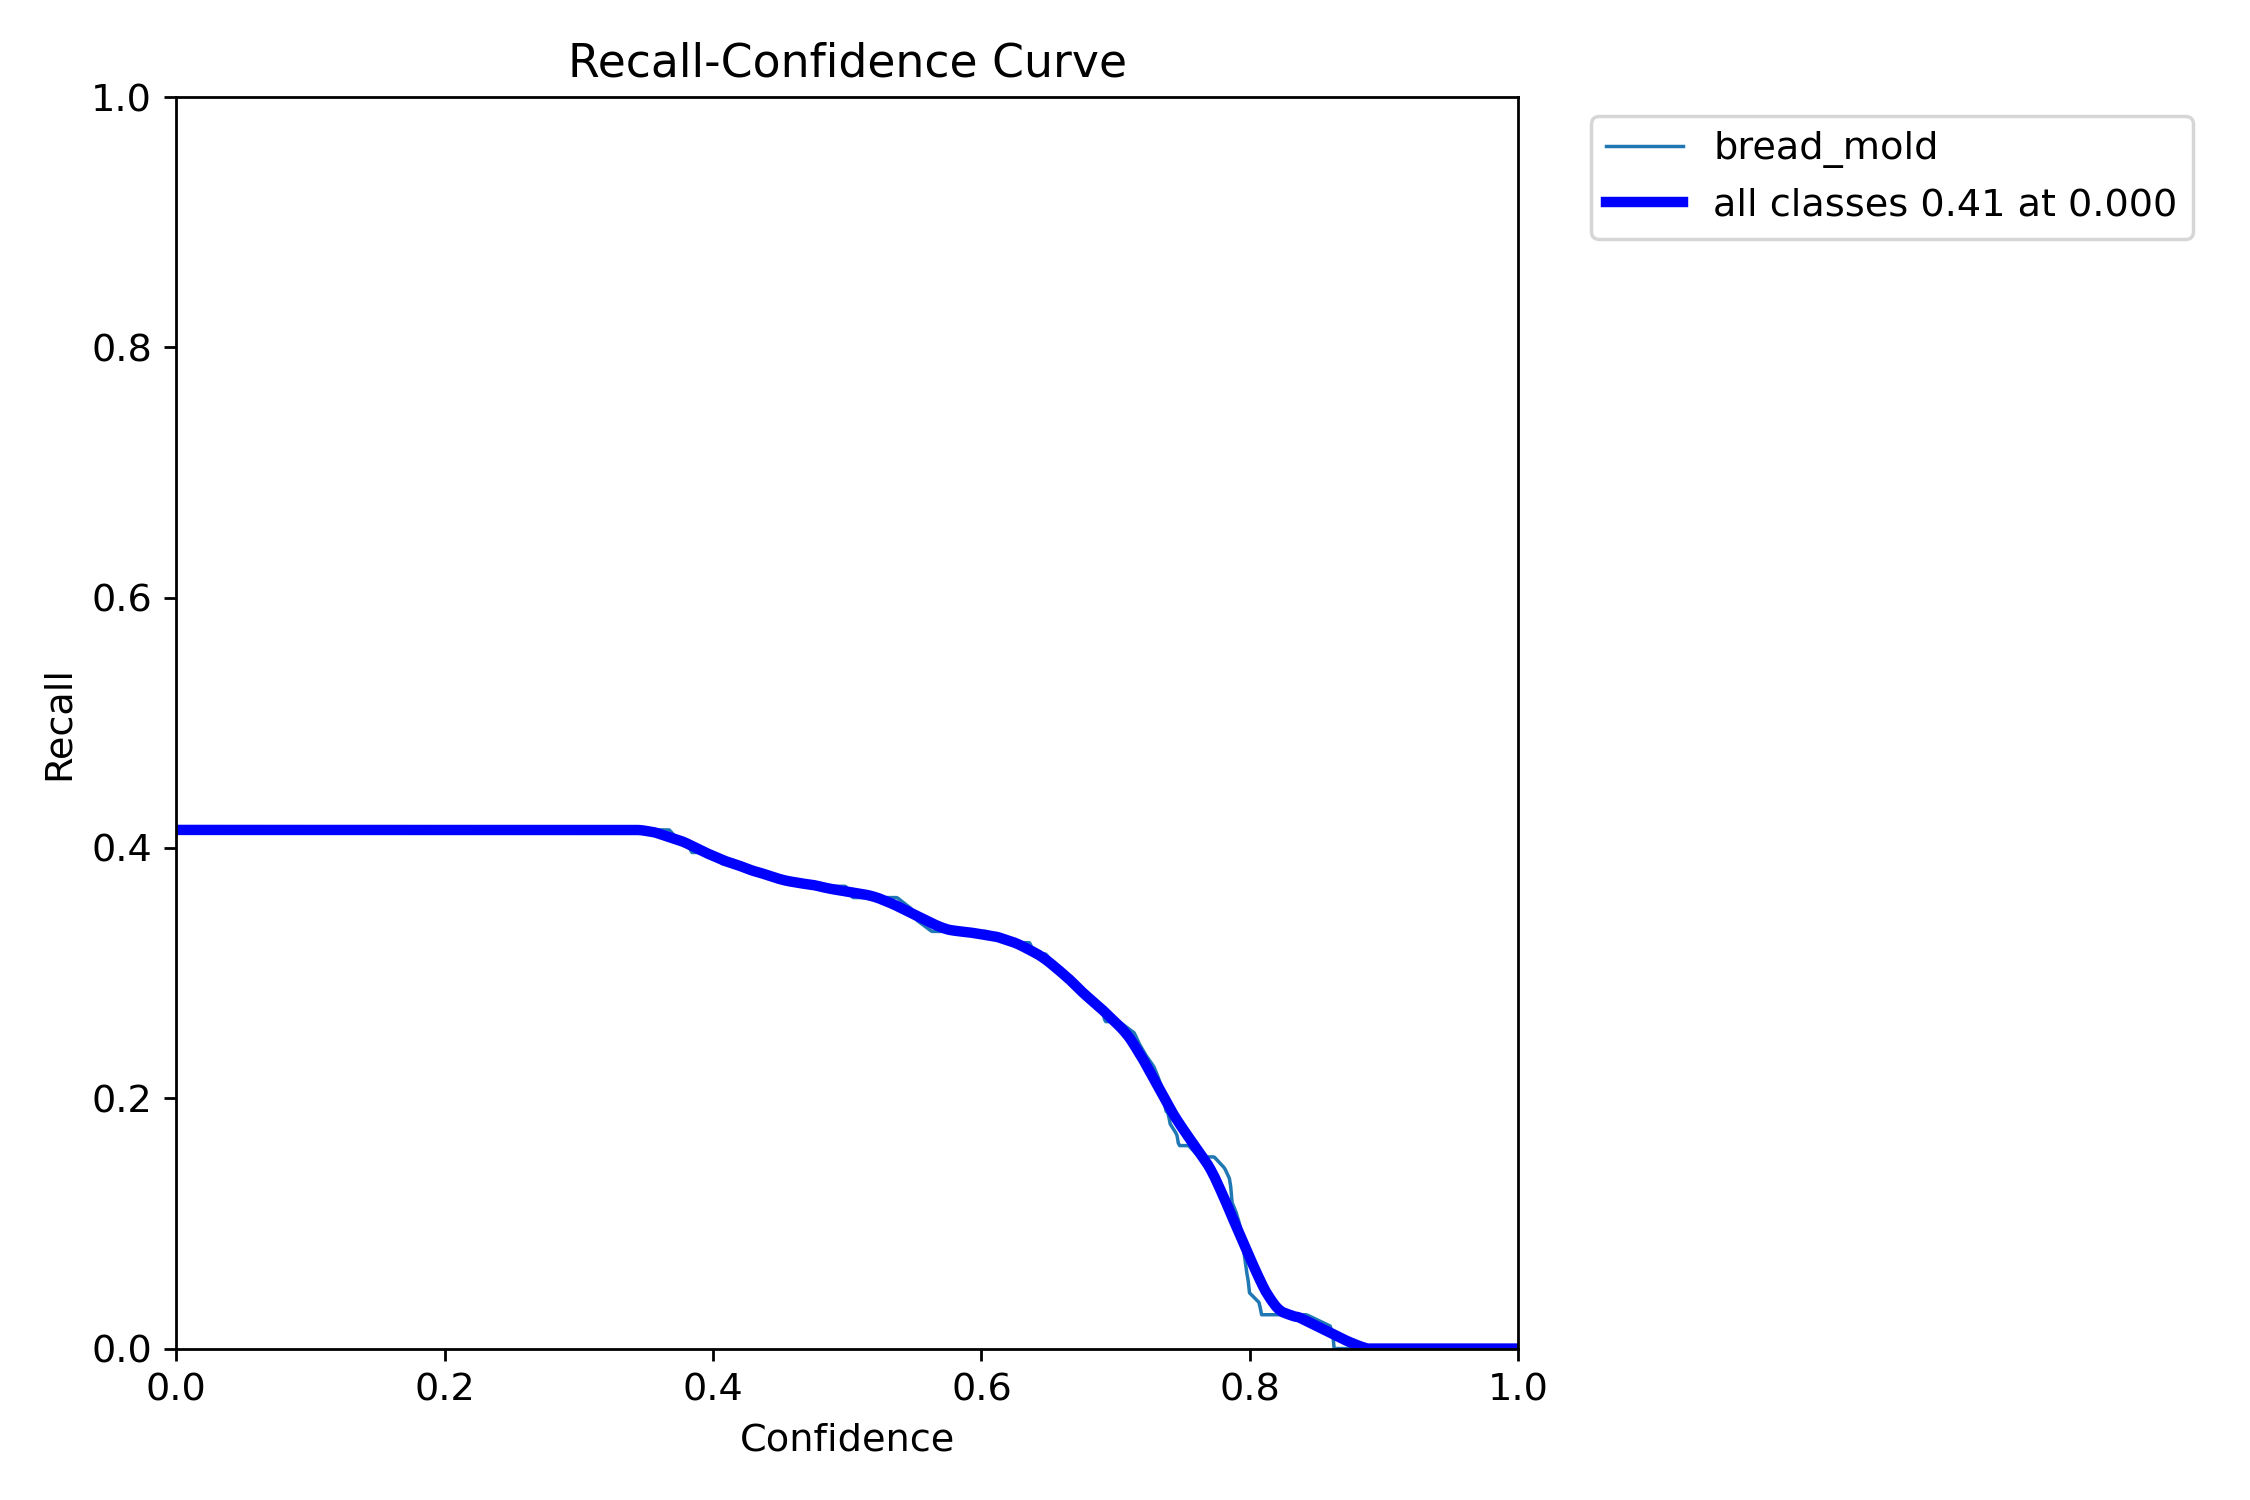 Recall-Confidence Curve
1.0
0.8
0.6
0.4
0.2
0.0
Recall
0.0 0.2 0.4 0.6 0.8 1.0
Confidence
bread_mold
all classes 0.41 at 0.000